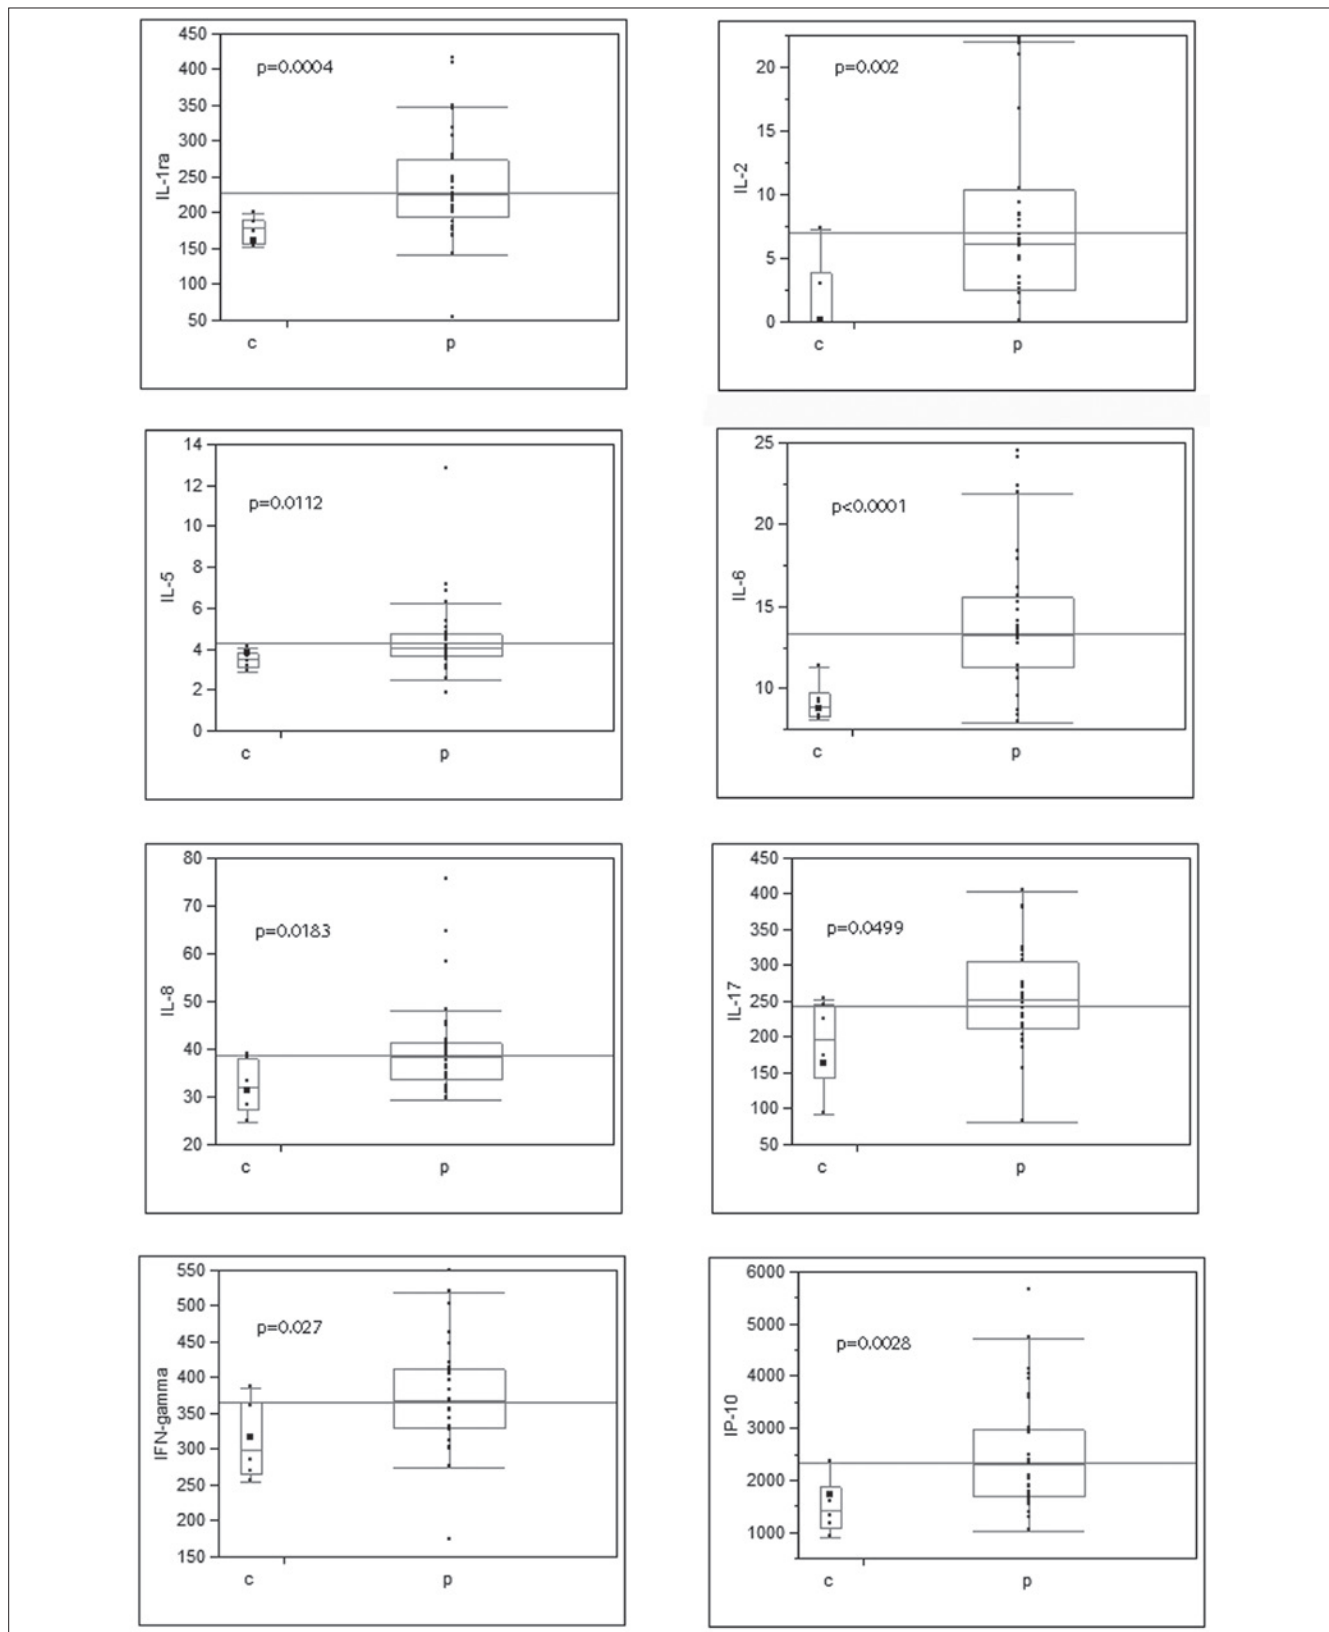 450
400
350
300
250
200
150
100
50
IL-1ra
p=0.0004
c
p
20
15
10
5
0
IL-2
p=0.002
c
p
14
12
10
8
6
4
2
0
IL-5
p=0.0112
c
p
25
20
15
10
IL-6
p<0.0001
c
p
80
70
60
50
40
30
20
IL-8
p=0.0183
c
p
450
400
350
300
250
200
150
100
50
IL-17
p=0.0499
c
p
550
500
450
400
350
300
250
200
150
IFN-gamma
p=0.027
c
p
6000
5000
4000
3000
2000
1000
IP-10
p=0.0028
c
p